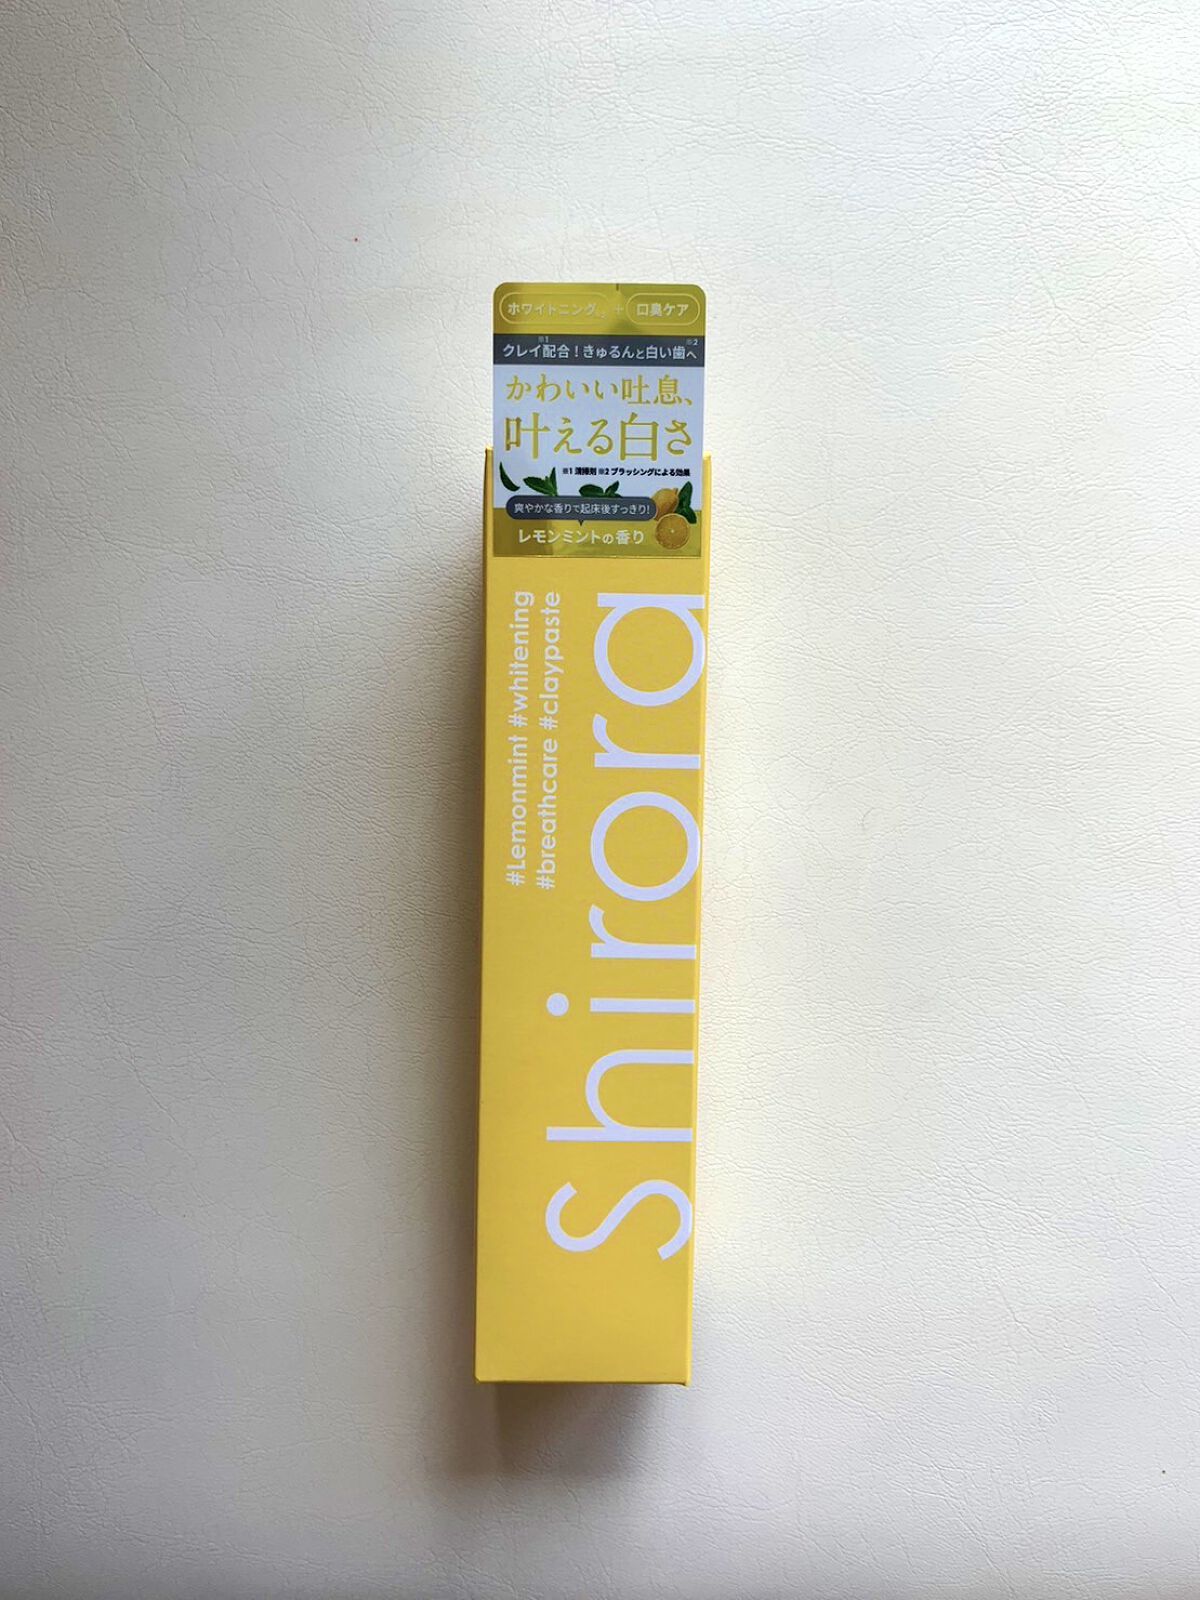 ホワイトニング※2 + 口臭ケア
クレイ※1配合！きゅるんと白い歯へ※2
かわいい吐息、
叶える白さ
※1 清掃剤 ※2 ブラッシングによる効果
爽やかな香りで起床後すっきり!
レモンミントの香り
#Lemonmint #whitening
#breathcare #claypaste
Shirora